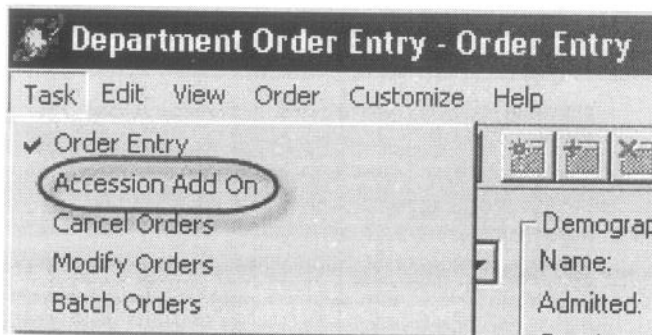 Department Order Entry - Order Entry
Task Edit View Order Customize Help
Order Entry
Accession Add On
Cancel Orders
Modify Orders
Batch Orders
Name:
Admitted: